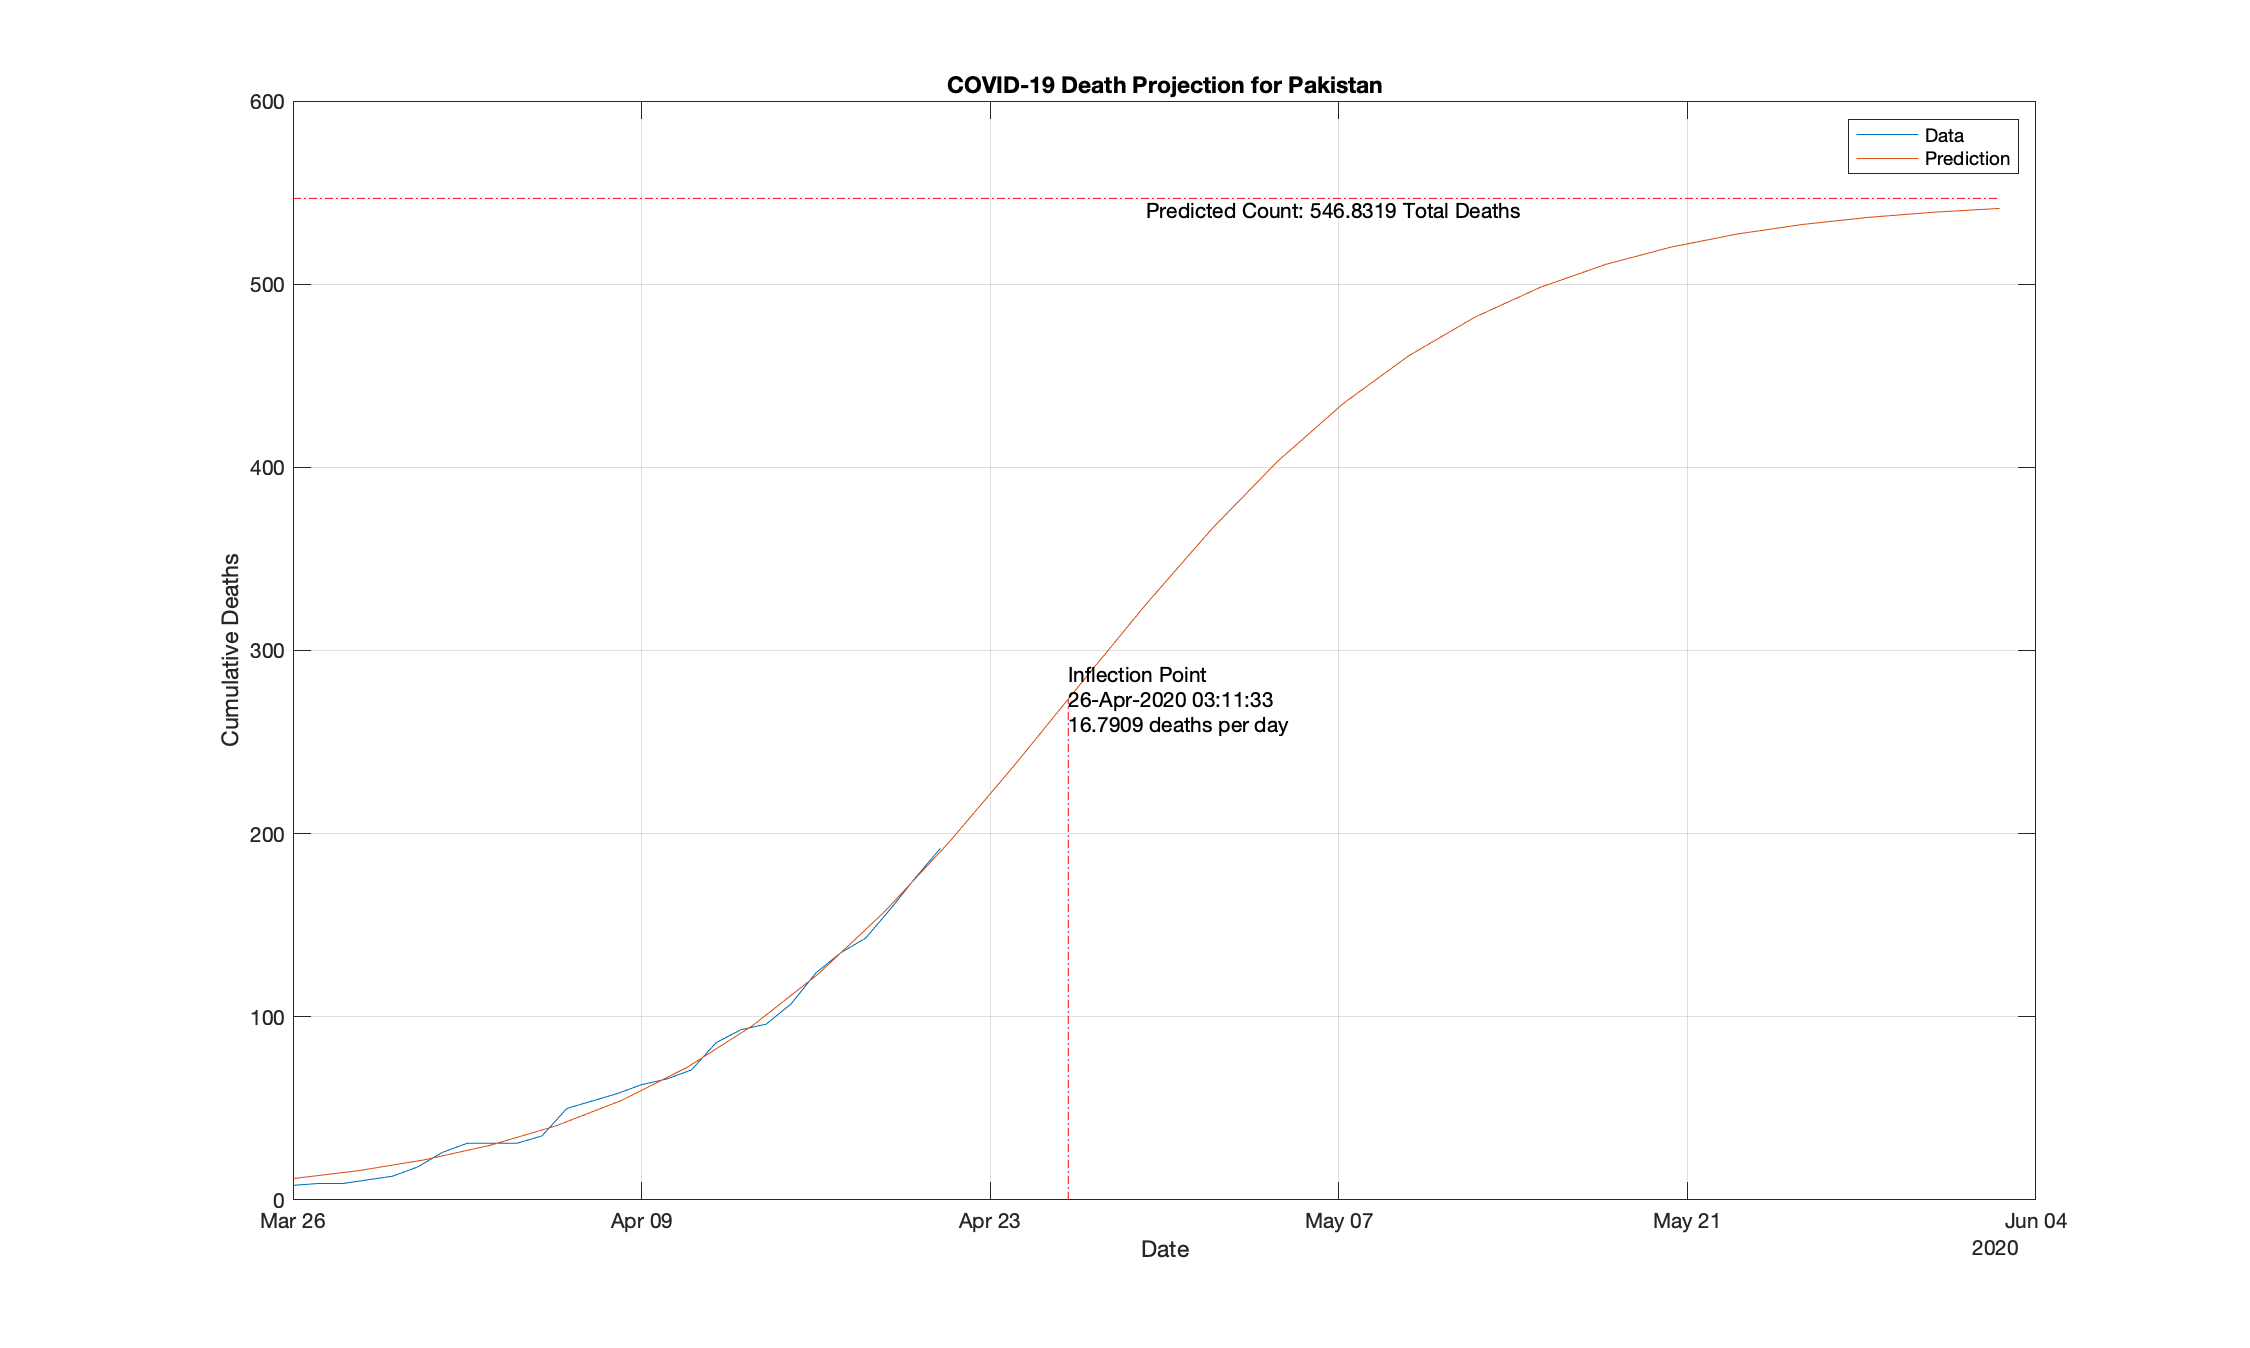 COVID-19 Death Projection for Pakistan
600
500
400
300
200
100
0
Cumulative Deaths
Data
Prediction
Predicted Count: 546.8319 Total Deaths
Inflection Point
26-Apr-2020 03:11:33
16.7909 deaths per day
Mar 26
Apr 09
Apr 23
May 07
May 21
Jun 04
Date
2020